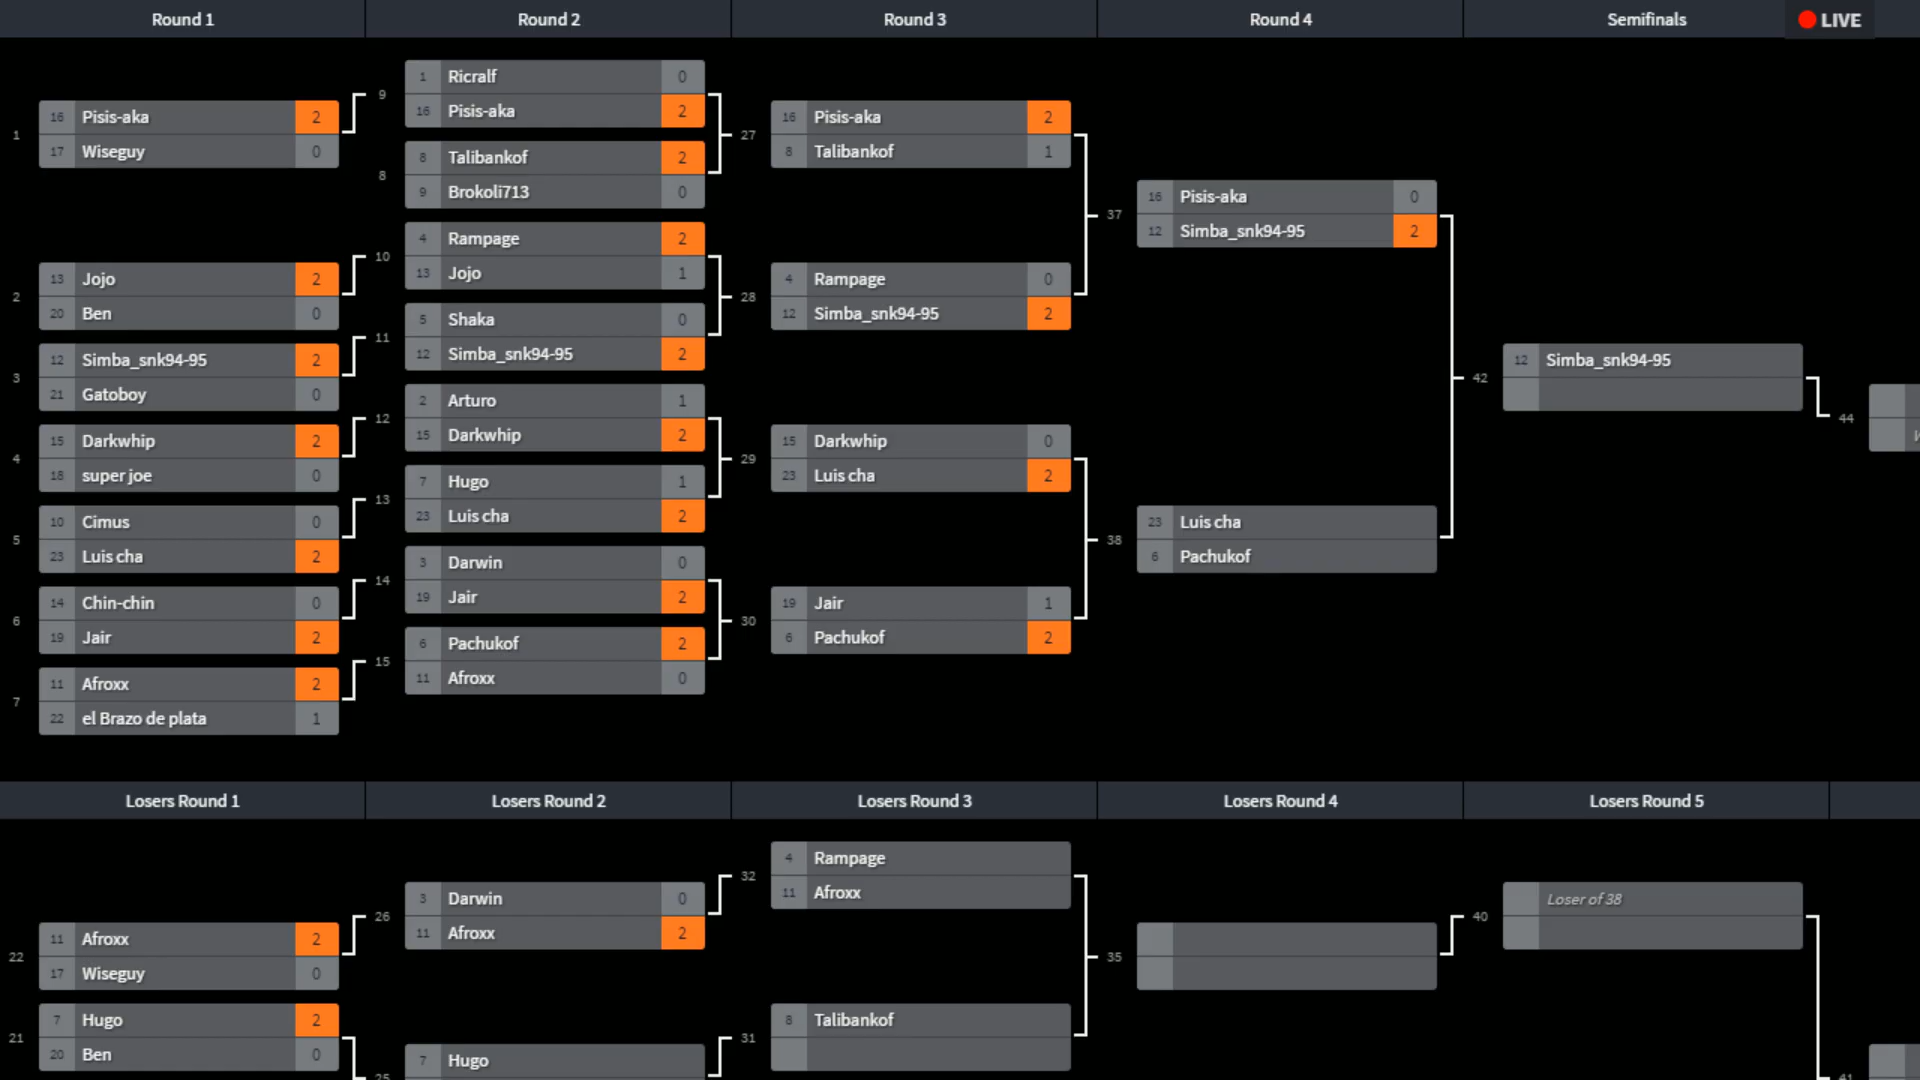 Round 1
Round 2
Round 3
Round 4
Semifinals
LIVE
1
16 Pisis-aka 2
17 Wiseguy 0
2
13 Jojo 2
20 Ben 0
3
12 Simba_snk94-95 2
21 Gatoboy 0
4
15 Darkwhip 2
18 super joe 0
5
10 Cimus 0
23 Luis cha 2
6
14 Chin-chin 0
19 Jair 2
7
11 Afroxx 2
22 el Brazo de plata 1
9
1 Ricralf 0
16 Pisis-aka 2
8
8 Talibankof 2
9 Brokoli713 0
10
4 Rampage 2
13 Jojo 1
11
5 Shaka 0
12 Simba_snk94-95 2
12
2 Arturo 1
15 Darkwhip 2
13
7 Hugo 1
23 Luis cha 2
14
3 Darwin 0
19 Jair 2
15
6 Pachukof 2
11 Afroxx 0
27
16 Pisis-aka 2
8 Talibankof 1
28
4 Rampage 0
12 Simba_snk94-95 2
29
15 Darkwhip 0
23 Luis cha 2
30
19 Jair 1
6 Pachukof 2
37
16 Pisis-aka 0
12 Simba_snk94-95 2
38
23 Luis cha
6 Pachukof
42
12 Simba_snk94-95
44
Losers Round 1
Losers Round 2
Losers Round 3
Losers Round 4
Losers Round 5
22
11 Afroxx 2
17 Wiseguy 0
21
7 Hugo 2
20 Ben 0
26
3 Darwin 0
11 Afroxx 2
25
7 Hugo
32
4 Rampage
11 Afroxx
31
8 Talibankof
35
40
Loser of 38
41